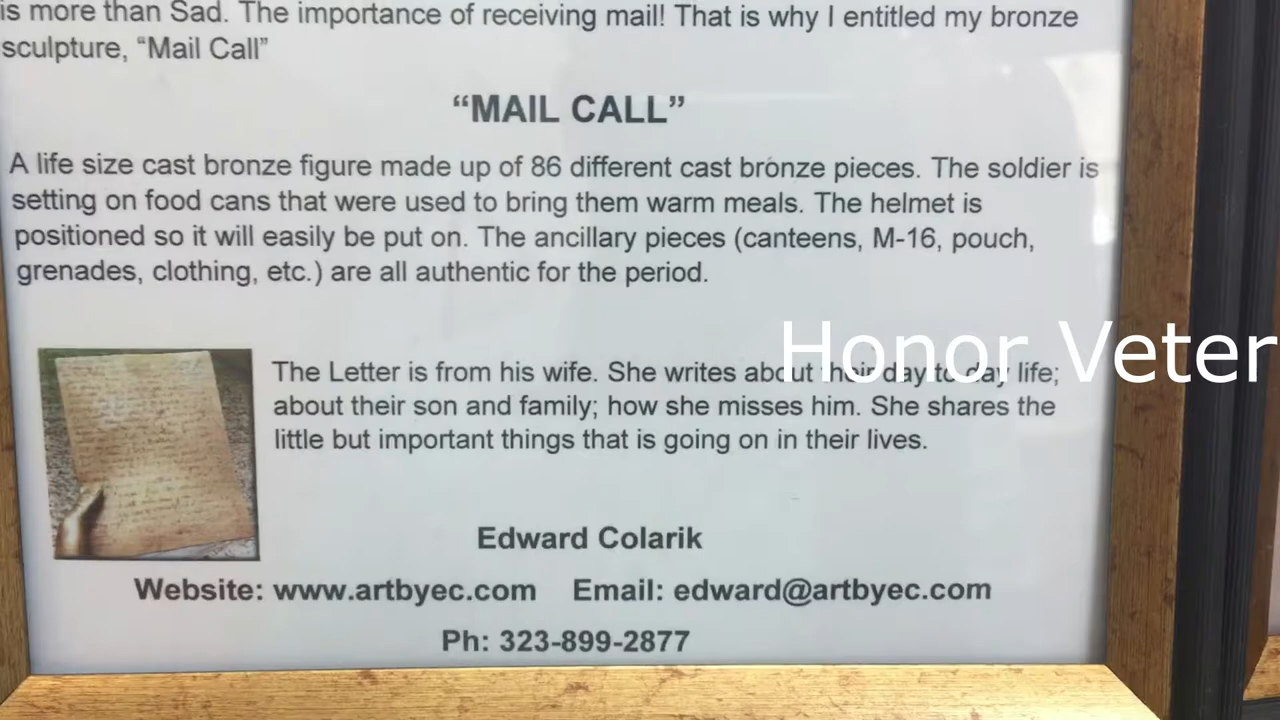 is more than Sad. The importance of receiving mail! That is why I entitled my bronze
sculpture, “Mail Call”
“MAIL CALL”
A life size cast bronze figure made up of 86 different cast bronze pieces. The soldier is
setting on food cans that were used to bring them warm meals. The helmet is
positioned so it will easily be put on. The ancillary pieces (canteens, M-16, pouch,
grenades, clothing, etc.) are all authentic for the period.
Honor Veter
The Letter is from his wife. She writes about their day to day life;
about their son and family; how she misses him. She shares the
little but important things that is going on in their lives.
Edward Colarik
Website: www.artbyec.com Email: edward@artbyec.com
Ph: 323-899-2877